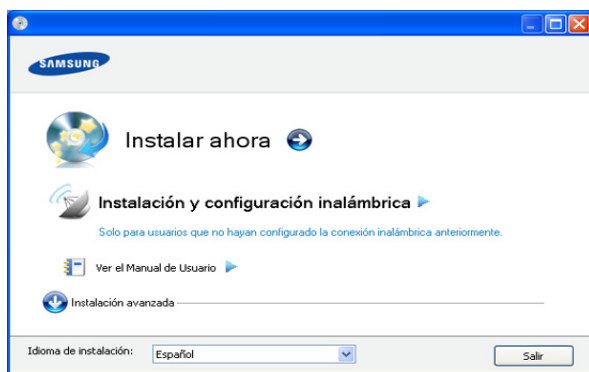 SAMSUNG
Instalar ahora
Instalación y configuración inalámbrica
Solo para usuarios que no hayan configurado la conexión inalámbrica anteriormente.
Ver el Manual de Usuario
Instalación avanzada
Idioma de instalación: Español Salir